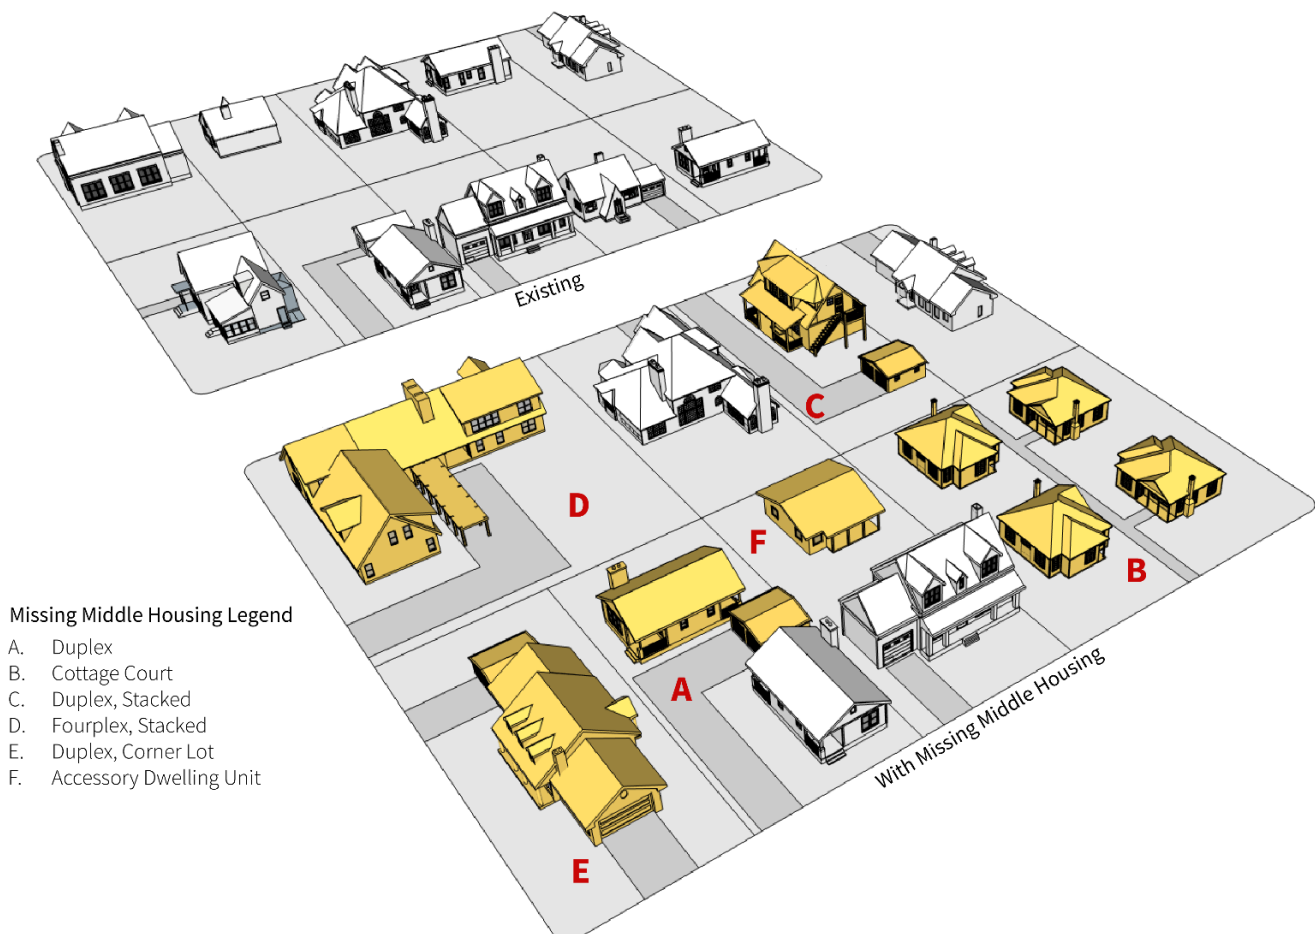 Existing
C
D
F
B
Missing Middle Housing Legend
A. Duplex
B. Cottage Court
C. Duplex, Stacked
D. Fourplex, Stacked
E. Duplex, Corner Lot
F. Accessory Dwelling Unit
A
With Missing Middle Housing
E